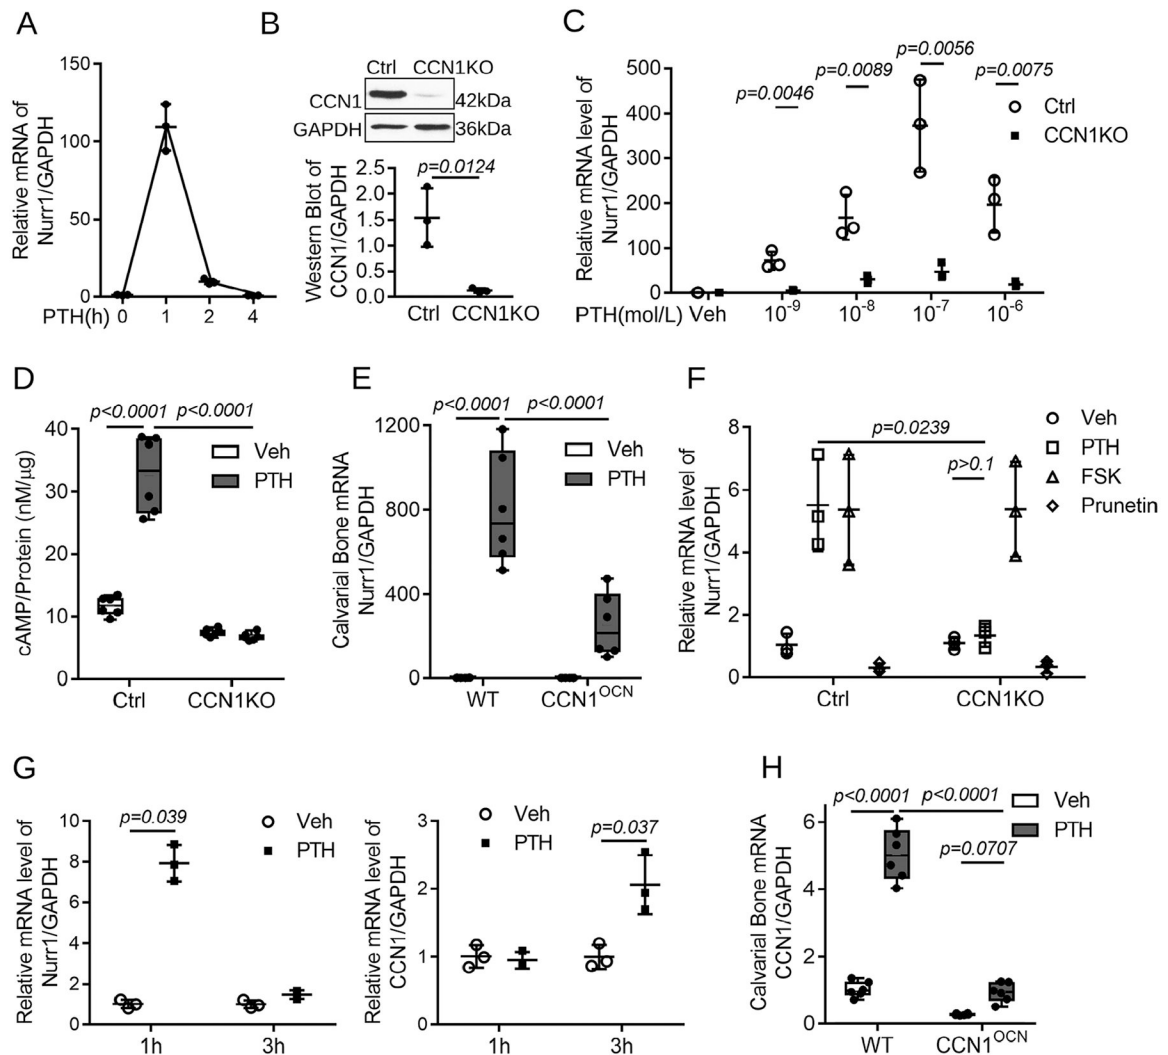 A
Relative mRNA of
Nurr1/GAPDH
150
100
50
0
PTH(h) 0 1 2 4
B
Ctrl CCN1KO
CCN1 42kDa
GAPDH 36kDa
Western Blot of
CCN1/GAPDH
p=0.0124
2.5
2.0
1.5
1.0
0.5
0.0
Ctrl CCN1KO
C
Relative mRNA level of
Nurr1/GAPDH
500
400
300
200
100
0
p=0.0046
p=0.0089
p=0.0056
p=0.0075
Ctrl
CCN1KO
PTH(mol/L) Veh 10-9 10-8 10-7 10-6
D
cAMP/Protein (nM/µg)
p<0.0001 p<0.0001
40
30
20
10
0
Veh
PTH
Ctrl CCN1KO
E
Calvarial Bone mRNA
Nurr1/GAPDH
p<0.0001 p<0.0001
1200
800
400
0
Veh
PTH
WT CCN1OCN
F
Relative mRNA level of
Nurr1/GAPDH
8
6
4
2
0
p=0.0239
p>0.1
Veh
PTH
FSK
Prunetin
Ctrl CCN1KO
G
Relative mRNA level of
Nurr1/GAPDH
10
8
6
4
2
0
p=0.039
Veh
PTH
1h 3h
Relative mRNA level of
CCN1/GAPDH
3
2
1
0
Veh
PTH
p=0.037
1h 3h
H
Calvarial Bone mRNA
CCN1/GAPDH
p<0.0001 p<0.0001
p=0.0707
6
4
2
0
Veh
PTH
WT CCN1OCN